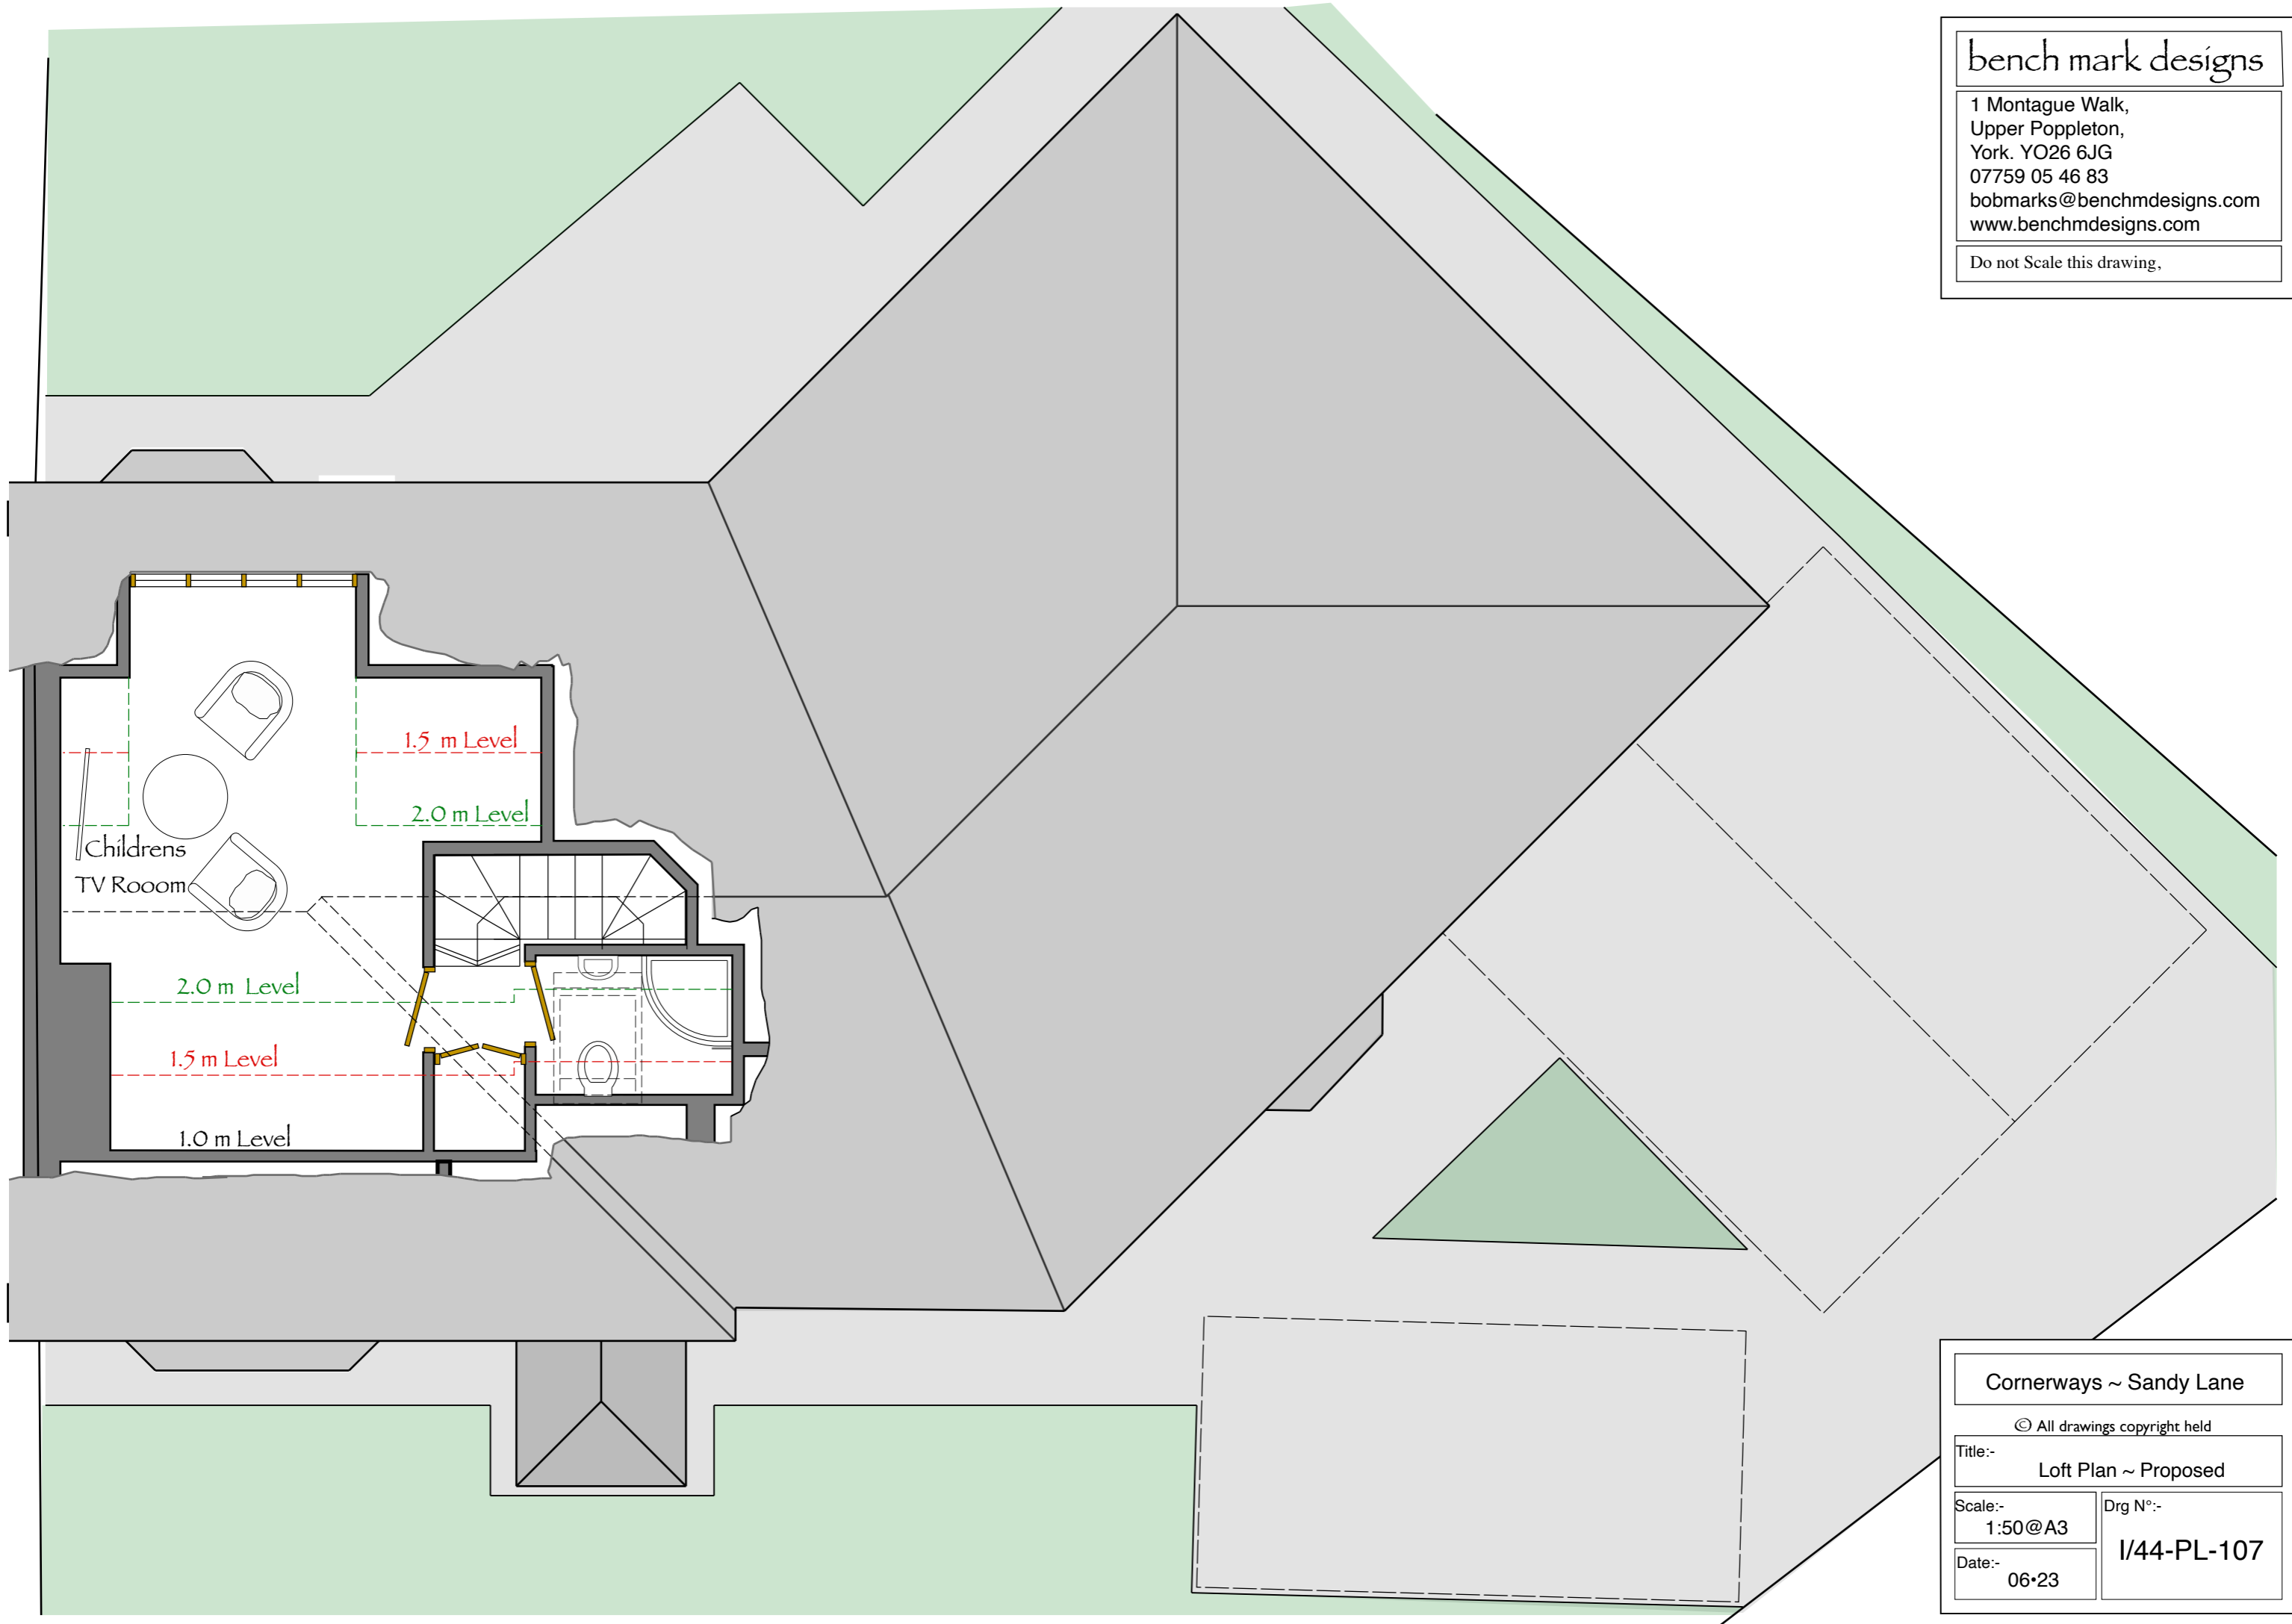 bench mark designs
1 Montague Walk,
Upper Poppleton,
York. YO26 6JG
07759 05 46 83
bobmarks@benchmdesigns.com
www.benchmdesigns.com
Do not Scale this drawing,
1.5 m Level
2.0 m Level
Childrens
TV Rooom
2.0 m Level
1.5 m Level
1.0 m Level
Cornerways ~ Sandy Lane
© All drawings copyright held
Title:-
Loft Plan ~ Proposed
Scale:-
1:50@A3
Drg N°:-
I/44-PL-107
Date:-
06•23